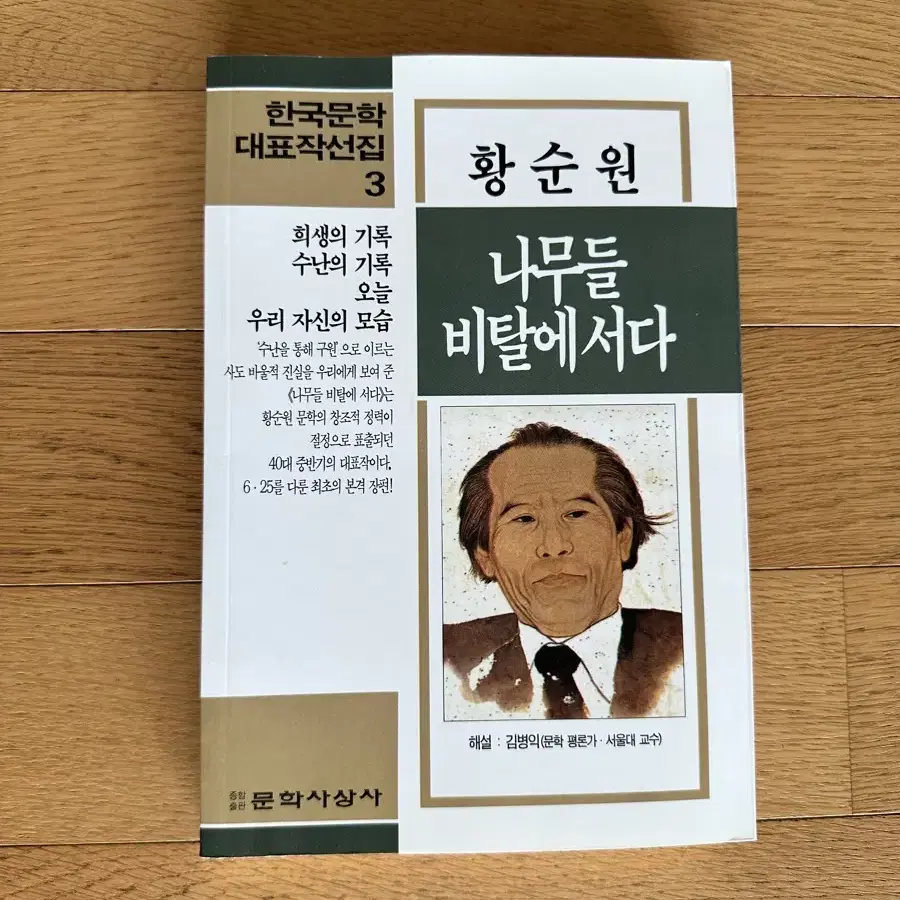 한국문학
대표작선집
3
희생의 기록
수난의 기록
오늘
우리 자신의 모습
'수난을 통해 구원'으로 이르는
사도 바울적 진실을 우리에게 보여 준
《나무들 비탈에 서다》는
황순원 문학의 창조적 정력이
절정으로 표출되던
40대 중반기의 대표작이다.
6·25를 다룬 최초의 본격 장편!
종합
출판
문학사상사
황순원
나무들
비탈에 서다
해설 : 김병익(문학 평론가·서울대 교수)